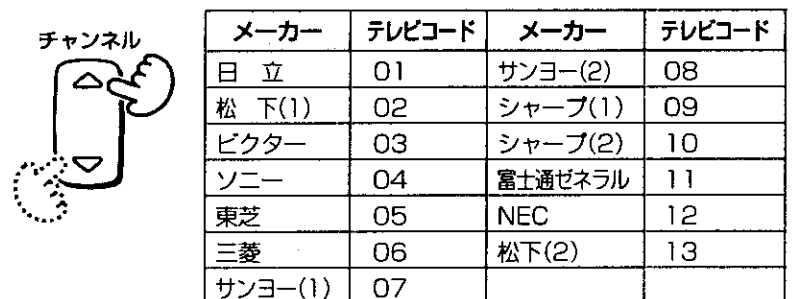 チャンネル
メーカー テレビコード メーカー テレビコード
日 立 01 サンヨー(2) 08
松 下(1) 02 シャープ(1) 09
ビクター 03 シャープ(2) 10
ソニー 04 富士通ゼネラル 11
東芝 05 NEC 12
三菱 06 松下(2) 13
サンヨー(1) 07